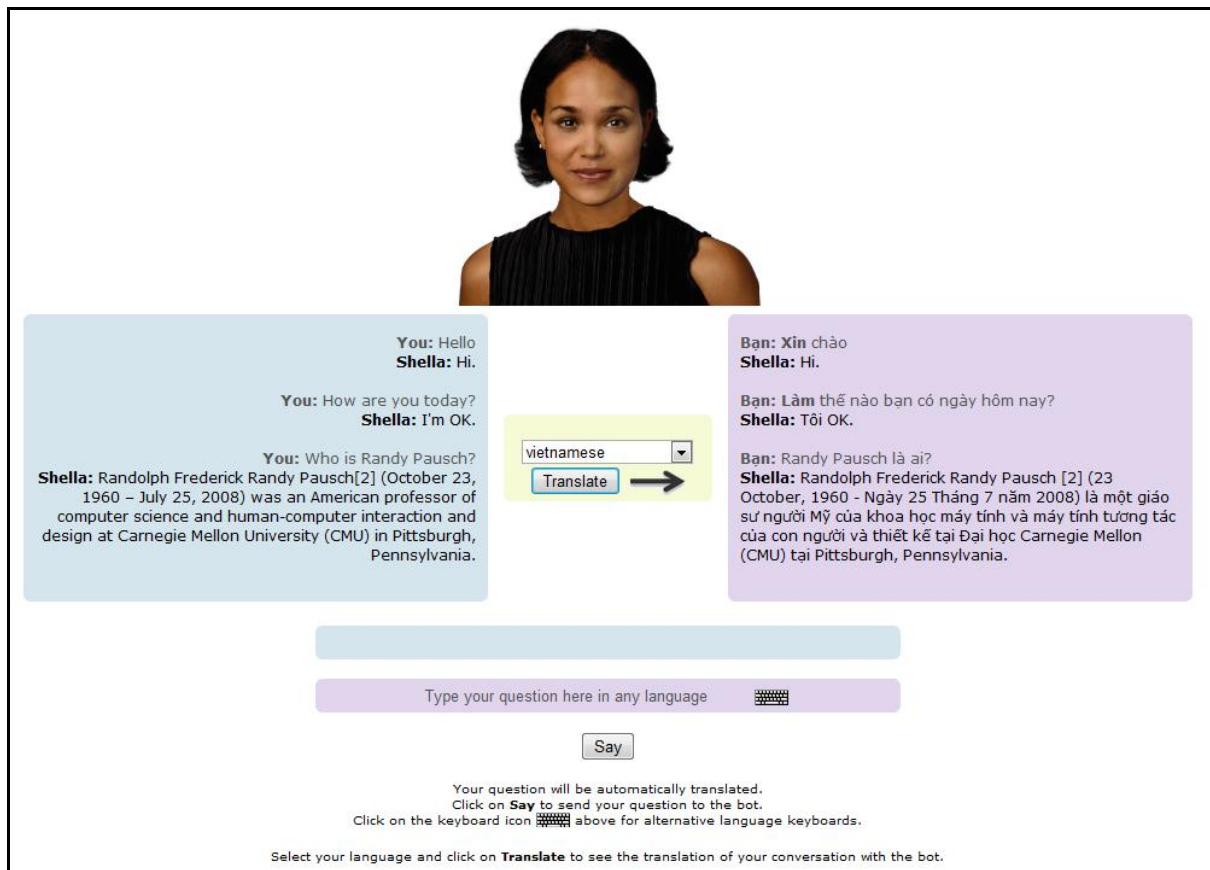 You: Hello
Shella: Hi.
You: How are you today?
Shella: I'm OK.
You: Who is Randy Pausch?
Shella: Randolph Frederick Randy Pausch[2] (October 23,
1960 – July 25, 2008) was an American professor of
computer science and human-computer interaction and
design at Carnegie Mellon University (CMU) in Pittsburgh,
Pennsylvania.
vietnamese
Translate
Bạn: Xin chào
Shella: Hi.
Bạn: Làm thế nào bạn có ngày hôm nay?
Shella: Tôi OK.
Bạn: Randy Pausch là ai?
Shella: Randolph Frederick Randy Pausch [2] (23
October, 1960 - Ngày 25 Tháng 7 năm 2008) là một giáo
sư người Mỹ của khoa học máy tính và máy tính tương tác
của con người và thiết kế tại Đại học Carnegie Mellon
(CMU) tại Pittsburgh, Pennsylvania.
Type your question here in any language
Say
Your question will be automatically translated.
Click on Say to send your question to the bot.
Click on the keyboard icon above for alternative language keyboards.
Select your language and click on Translate to see the translation of your conversation with the bot.